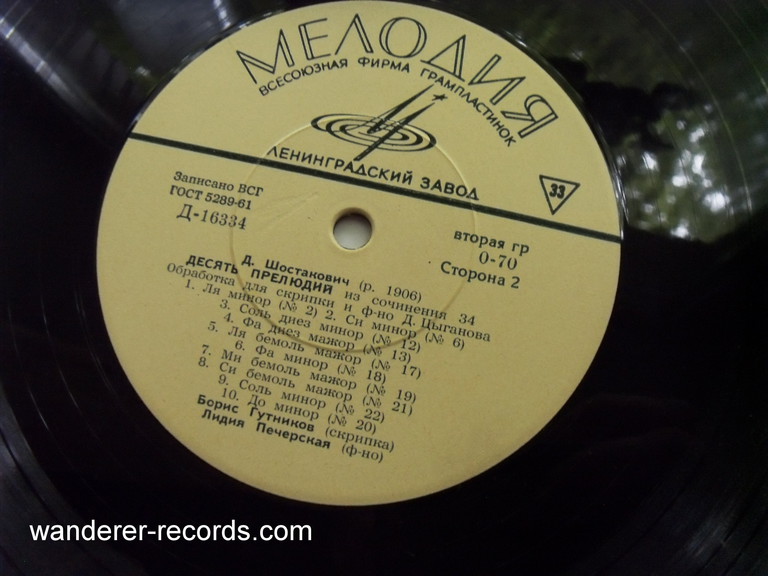 МЕЛОДИЯ
ВСЕСОЮЗНАЯ ФИРМА ГРАМПЛАСТИНОК
ЛЕНИНГРАДСКИЙ ЗАВОД
33
Записано ВСГ
ГОСТ 5289-61
Д-16334
вторая гр
0-70
Сторона 2
Д. Шостакович (р. 1906)
ДЕСЯТЬ ПРЕЛЮДИЙ из сочинения 34
Обработка для скрипки и ф-но Д. Цыганова
1. Ля минор (№ 2) 2. Си минор (№ 6)
3. Соль диез минор (№ 12)
4. Фа диез мажор (№ 13)
5. Ля бемоль мажор (№ 17)
6. Фа минор (№ 18)
7. Ми бемоль мажор (№ 19)
8. Си бемоль мажор (№ 21)
9. Соль минор (№ 22)
10. До минор (№ 20)
Борис Гутников (скрипка)
Лидия Печерская (ф-но)
wanderer-records.com